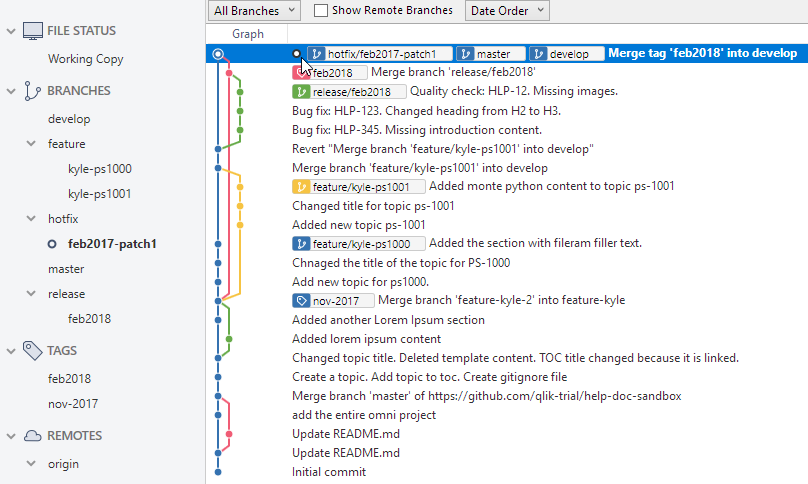 All Branches Show Remote Branches Date Order
Graph
FILE STATUS
Working Copy
BRANCHES
develop
feature
kyle-ps1000
kyle-ps1001
hotfix
feb2017-patch1
master
release
feb2018
TAGS
feb2018
nov-2017
REMOTES
origin
hotfix/feb2017-patch1 master develop Merge tag 'feb2018' into develop
feb2018 Merge branch 'release/feb2018'
release/feb2018 Quality check: HLP-12. Missing images.
Bug fix: HLP-123. Changed heading from H2 to H3.
Bug fix: HLP-345. Missing introduction content.
Revert "Merge branch 'feature/kyle-ps1001' into develop"
Merge branch 'feature/kyle-ps1001' into develop
feature/kyle-ps1001 Added monte python content to topic ps-1001
Changed title for topic ps-1001
Added new topic ps-1001
feature/kyle-ps1000 Added the section with fileram filler text.
Chnaged the title of the topic for PS-1000
Add new topic for ps1000.
nov-2017 Merge branch 'feature-kyle-2' into feature-kyle
Added another Lorem Ipsum section
Added lorem ipsum content
Changed topic title. Deleted template content. TOC title changed because it is linked.
Create a topic. Add topic to toc. Create gitignore file
Merge branch 'master' of https://github.com/qlik-trial/help-doc-sandbox
add the entire omni project
Update README.md
Update README.md
Initial commit